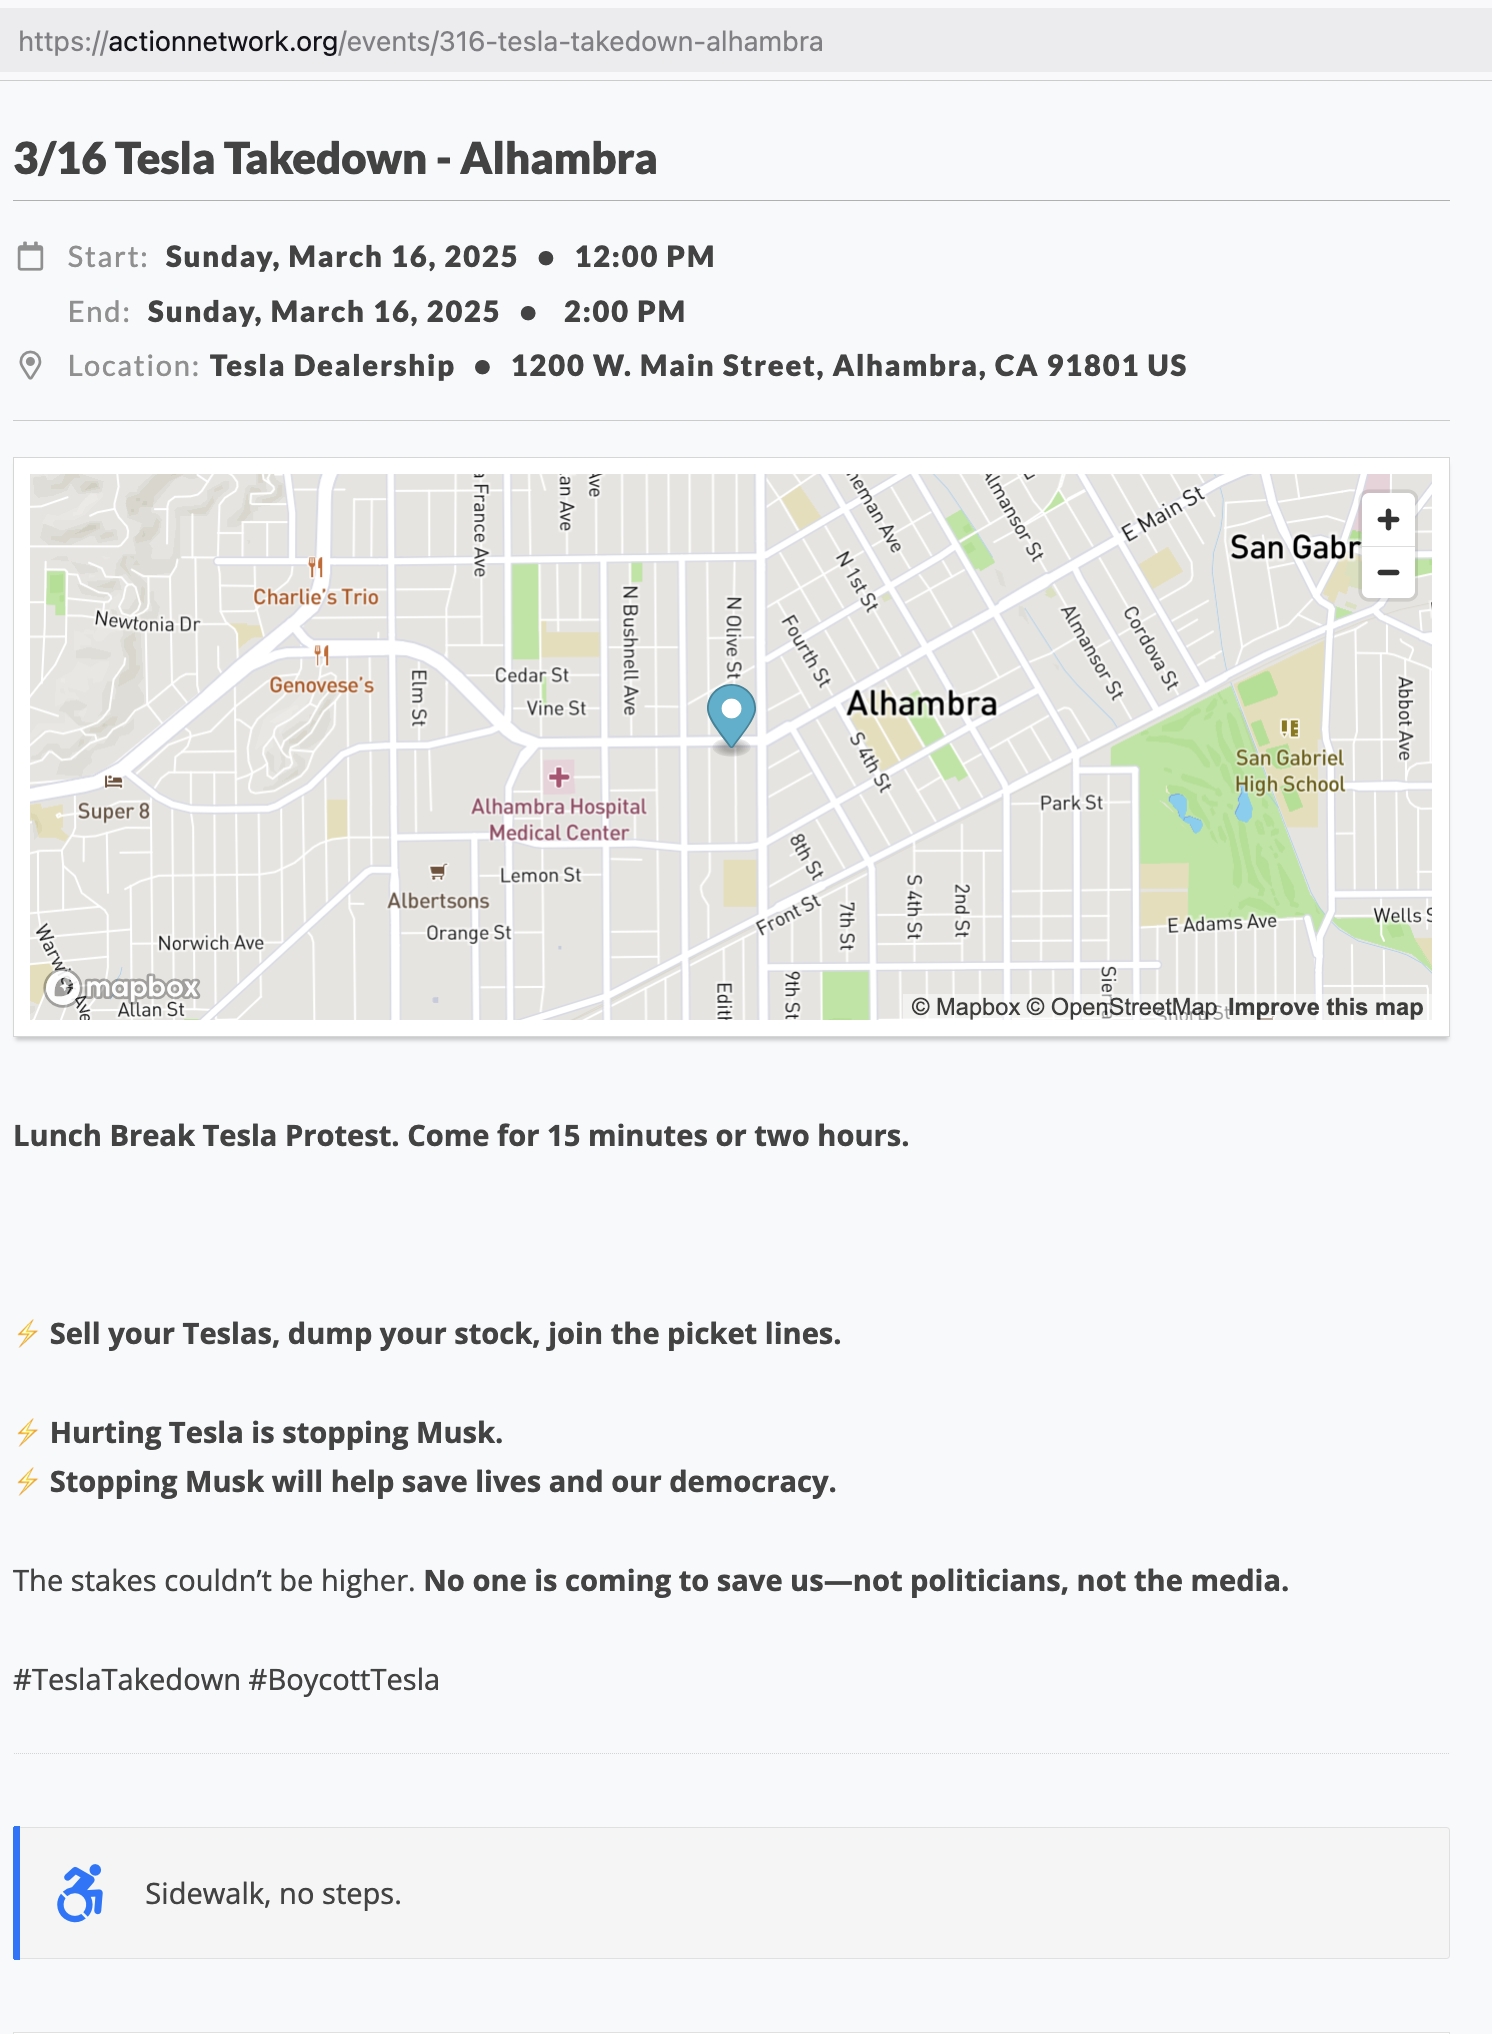 https://actionnetwork.org/events/316-tesla-takedown-alhambra
3/16 Tesla Takedown - Alhambra
Start: Sunday, March 16, 2025 ● 12:00 PM
End: Sunday, March 16, 2025 ● 2:00 PM
Location: Tesla Dealership ● 1200 W. Main Street, Alhambra, CA 91801 US
France Ave
Ave
Almansor St
E Main St
San Gabr
+
−
Charlie's Trio
N 1st St
Newtonia Dr
N Bushnell Ave
N Olive St
Fourth St
Almansor St
Cordova St
Genovese's
Elm St
Cedar St
Vine St
Alhambra
Abbot Ave
S 4th St
San Gabriel
High School
Super 8
Alhambra Hospital
Medical Center
Park St
8th St
Lemon St
Albertsons
Orange St
Front St
7th St
S 4th St
2nd St
Wells S
E Adams Ave
Norwich Ave
mapbox
Allan St
Edith
9th St
© Mapbox © OpenStreetMap Improve this map
Lunch Break Tesla Protest. Come for 15 minutes or two hours.
⚡ Sell your Teslas, dump your stock, join the picket lines.
⚡ Hurting Tesla is stopping Musk.
⚡ Stopping Musk will help save lives and our democracy.
The stakes couldn't be higher. No one is coming to save us—not politicians, not the media.
#TeslaTakedown #BoycottTesla
Sidewalk, no steps.